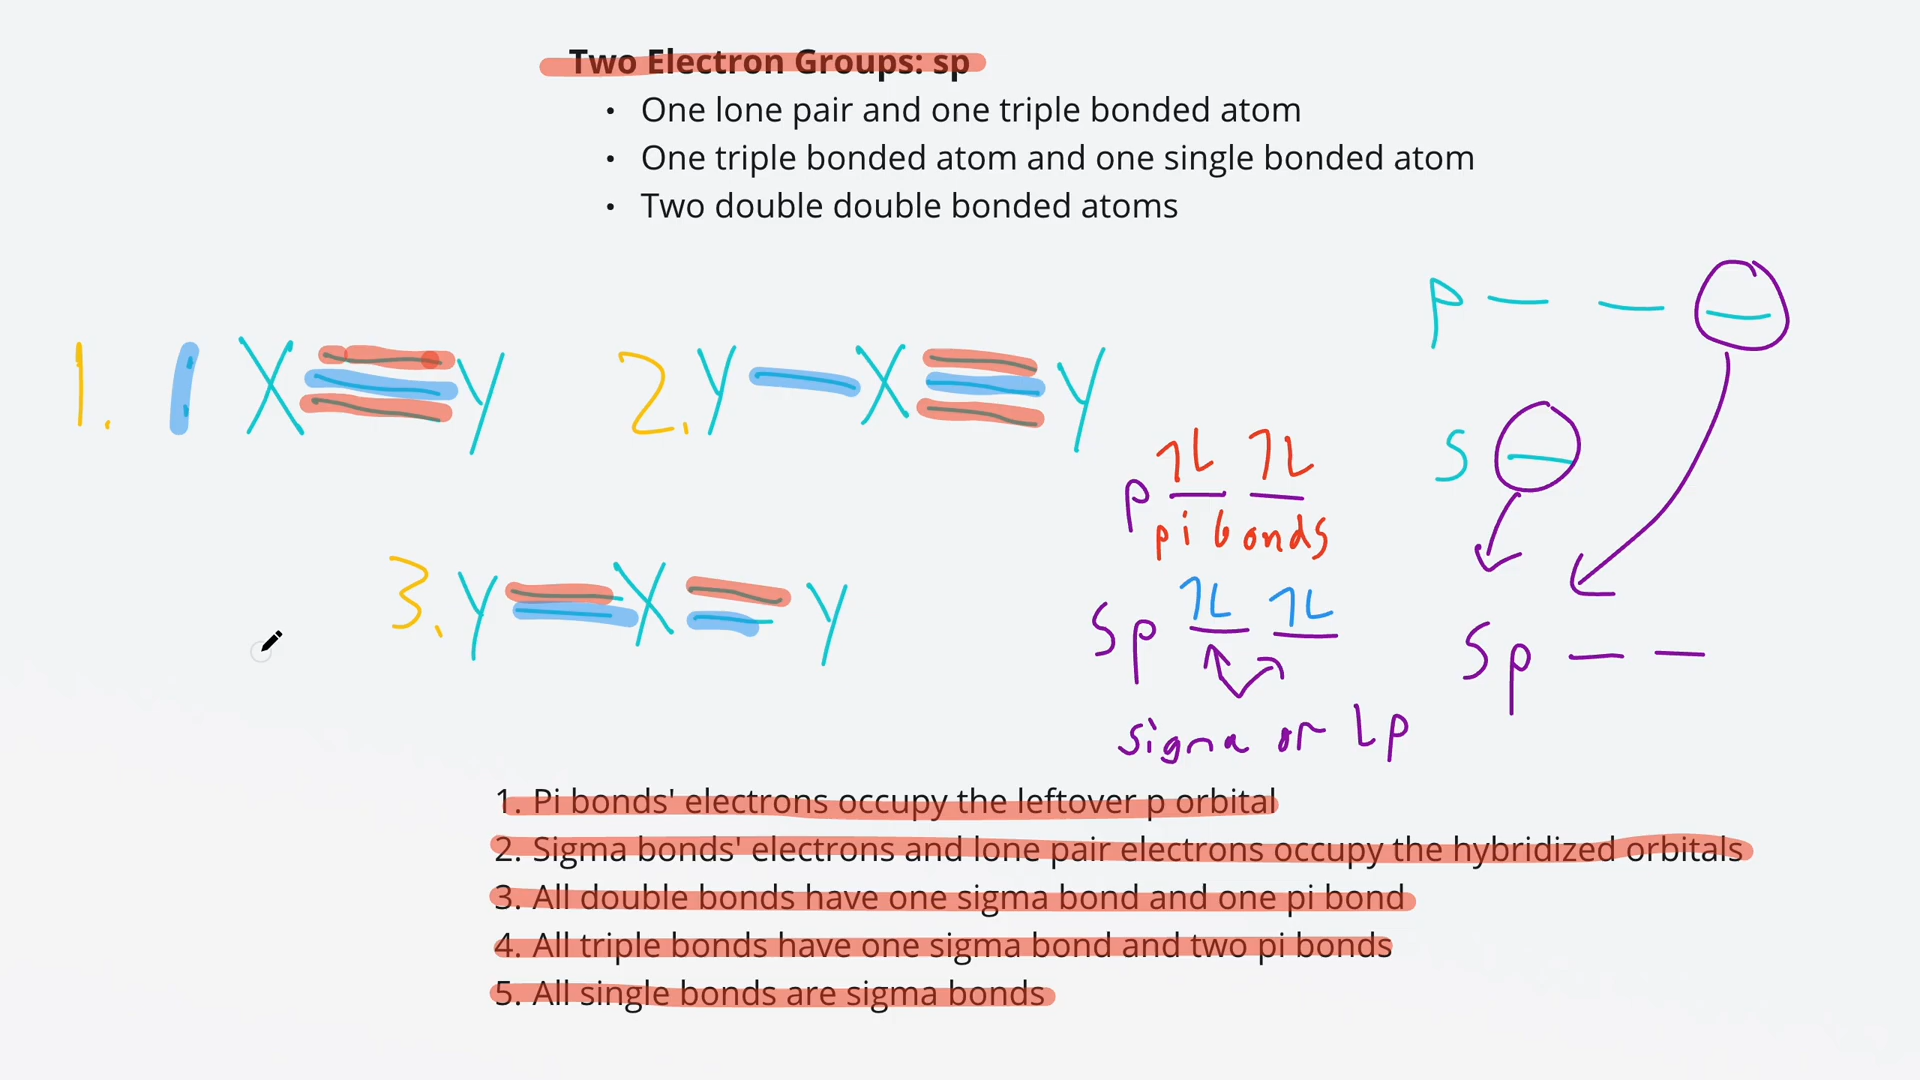 Two Electron Groups: sp
• One lone pair and one triple bonded atom
• One triple bonded atom and one single bonded atom
• Two double double bonded atoms
1. : X≡Y
2. Y–X≡Y
3. Y=X=Y
p
s
p 1L 1L
pi bonds
sp 1L 1L
sigma or Lp
sp
1. Pi bonds' electrons occupy the leftover p orbital
2. Sigma bonds' electrons and lone pair electrons occupy the hybridized orbitals
3. All double bonds have one sigma bond and one pi bond
4. All triple bonds have one sigma bond and two pi bonds
5. All single bonds are sigma bonds